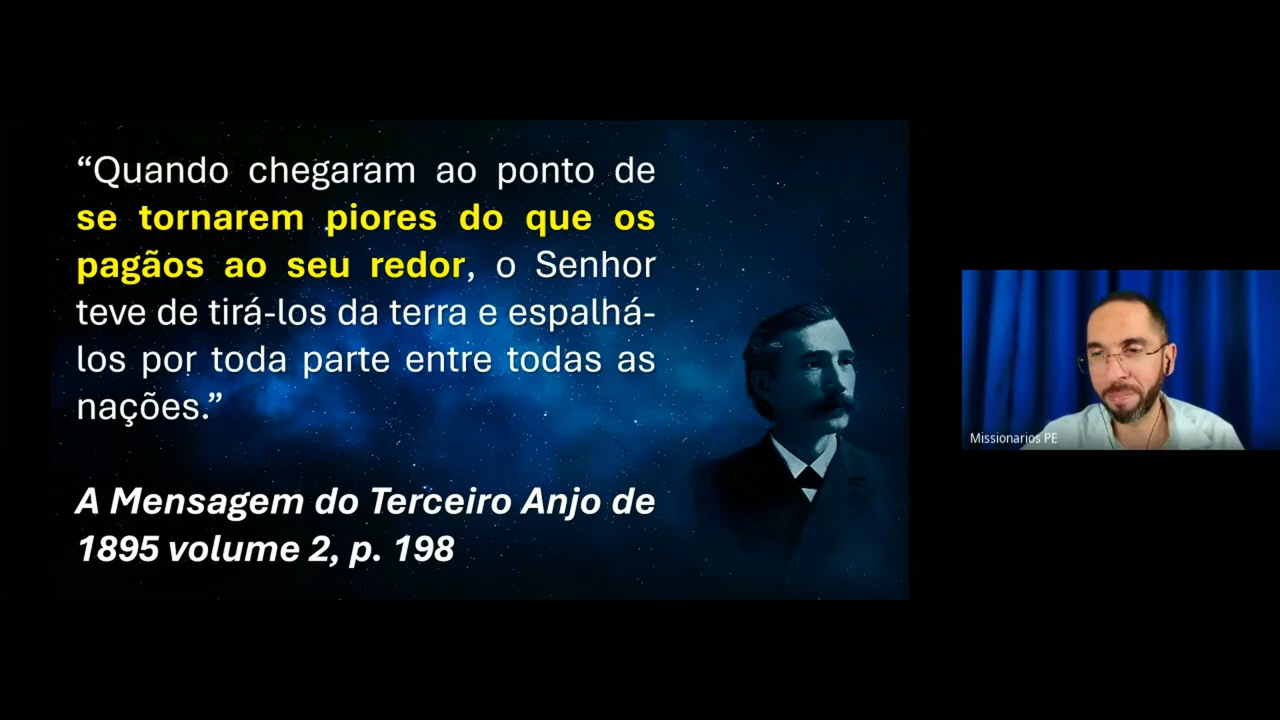 “Quando chegaram ao ponto de
se tornarem piores do que os
pagãos ao seu redor, o Senhor
teve de tirá-los da terra e espalhá-
los por toda parte entre todas as
nações.”
A Mensagem do Terceiro Anjo de
1895 volume 2, p. 198
Missionarios PE